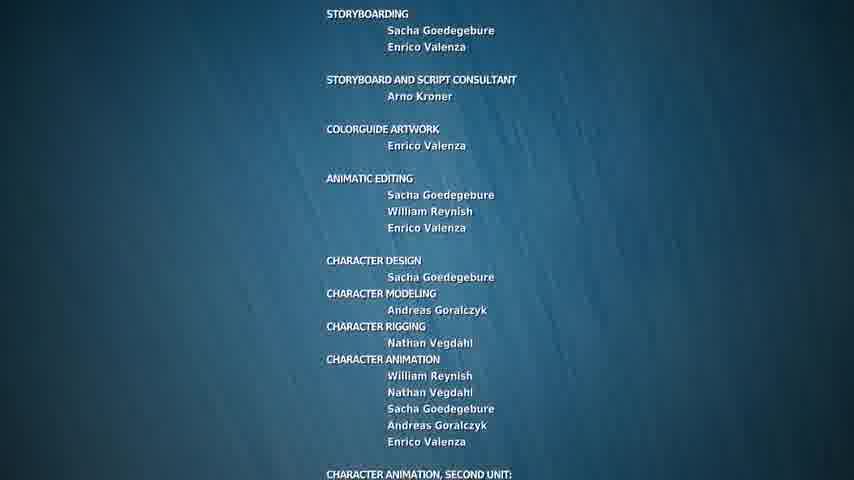 STORYBOARDING
Sacha Goedegebure
Enrico Valenza
STORYBOARD AND SCRIPT CONSULTANT
Arno Kroner
COLORGUIDE ARTWORK
Enrico Valenza
ANIMATIC EDITING
Sacha Goedegebure
William Reynish
Enrico Valenza
CHARACTER DESIGN
Sacha Goedegebure
CHARACTER MODELING
Andreas Goralczyk
CHARACTER RIGGING
Nathan Vegdahl
CHARACTER ANIMATION
William Reynish
Nathan Vegdahl
Sacha Goedegebure
Andreas Goralczyk
Enrico Valenza
CHARACTER ANIMATION, SECOND UNIT: